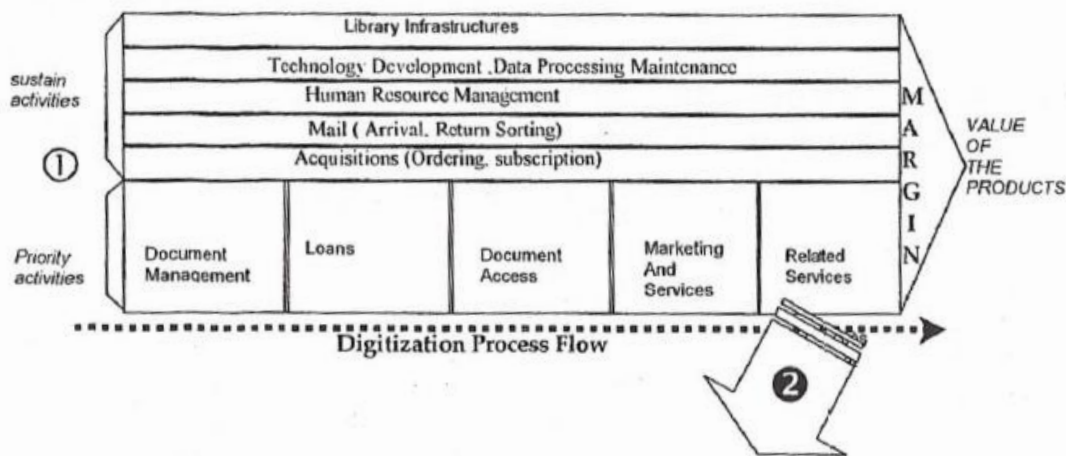 Library Infrastructures
Technology Development .Data Processing Maintenance
Human Resource Management
Mail ( Arrival. Return Sorting)
Acquisitions (Ordering. subscription)
sustain
activities
①
Priority
activities
Document
Management
Loans
Document
Access
Marketing
And
Services
Related
Services
MARGIN
VALUE
OF
THE
PRODUCTS
Digitization Process Flow
❷